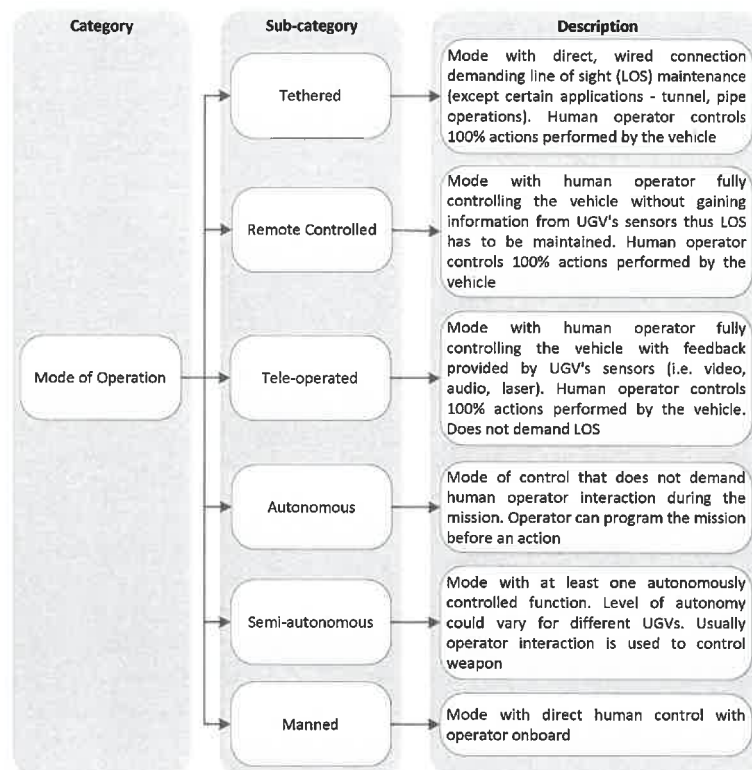 Category
Sub-category
Description
Mode of Operation
Tethered
Mode with direct, wired connection
demanding line of sight (LOS) maintenance
(except certain applications - tunnel, pipe
operations). Human operator controls
100% actions performed by the vehicle
Remote Controlled
Mode with human operator fully
controlling the vehicle without gaining
information from UGV's sensors thus LOS
has to be maintained. Human operator
controls 100% actions performed by the
vehicle
Tele-operated
Mode with human operator fully
controlling the vehicle with feedback
provided by UGV's sensors (i.e. video,
audio, laser). Human operator controls
100% actions performed by the vehicle.
Does not demand LOS
Autonomous
Mode of control that does not demand
human operator interaction during the
mission. Operator can program the mission
before an action
Semi-autonomous
Mode with at least one autonomously
controlled function. Level of autonomy
could vary for different UGVs. Usually
operator interaction is used to control
weapon
Manned
Mode with direct human control with
operator onboard